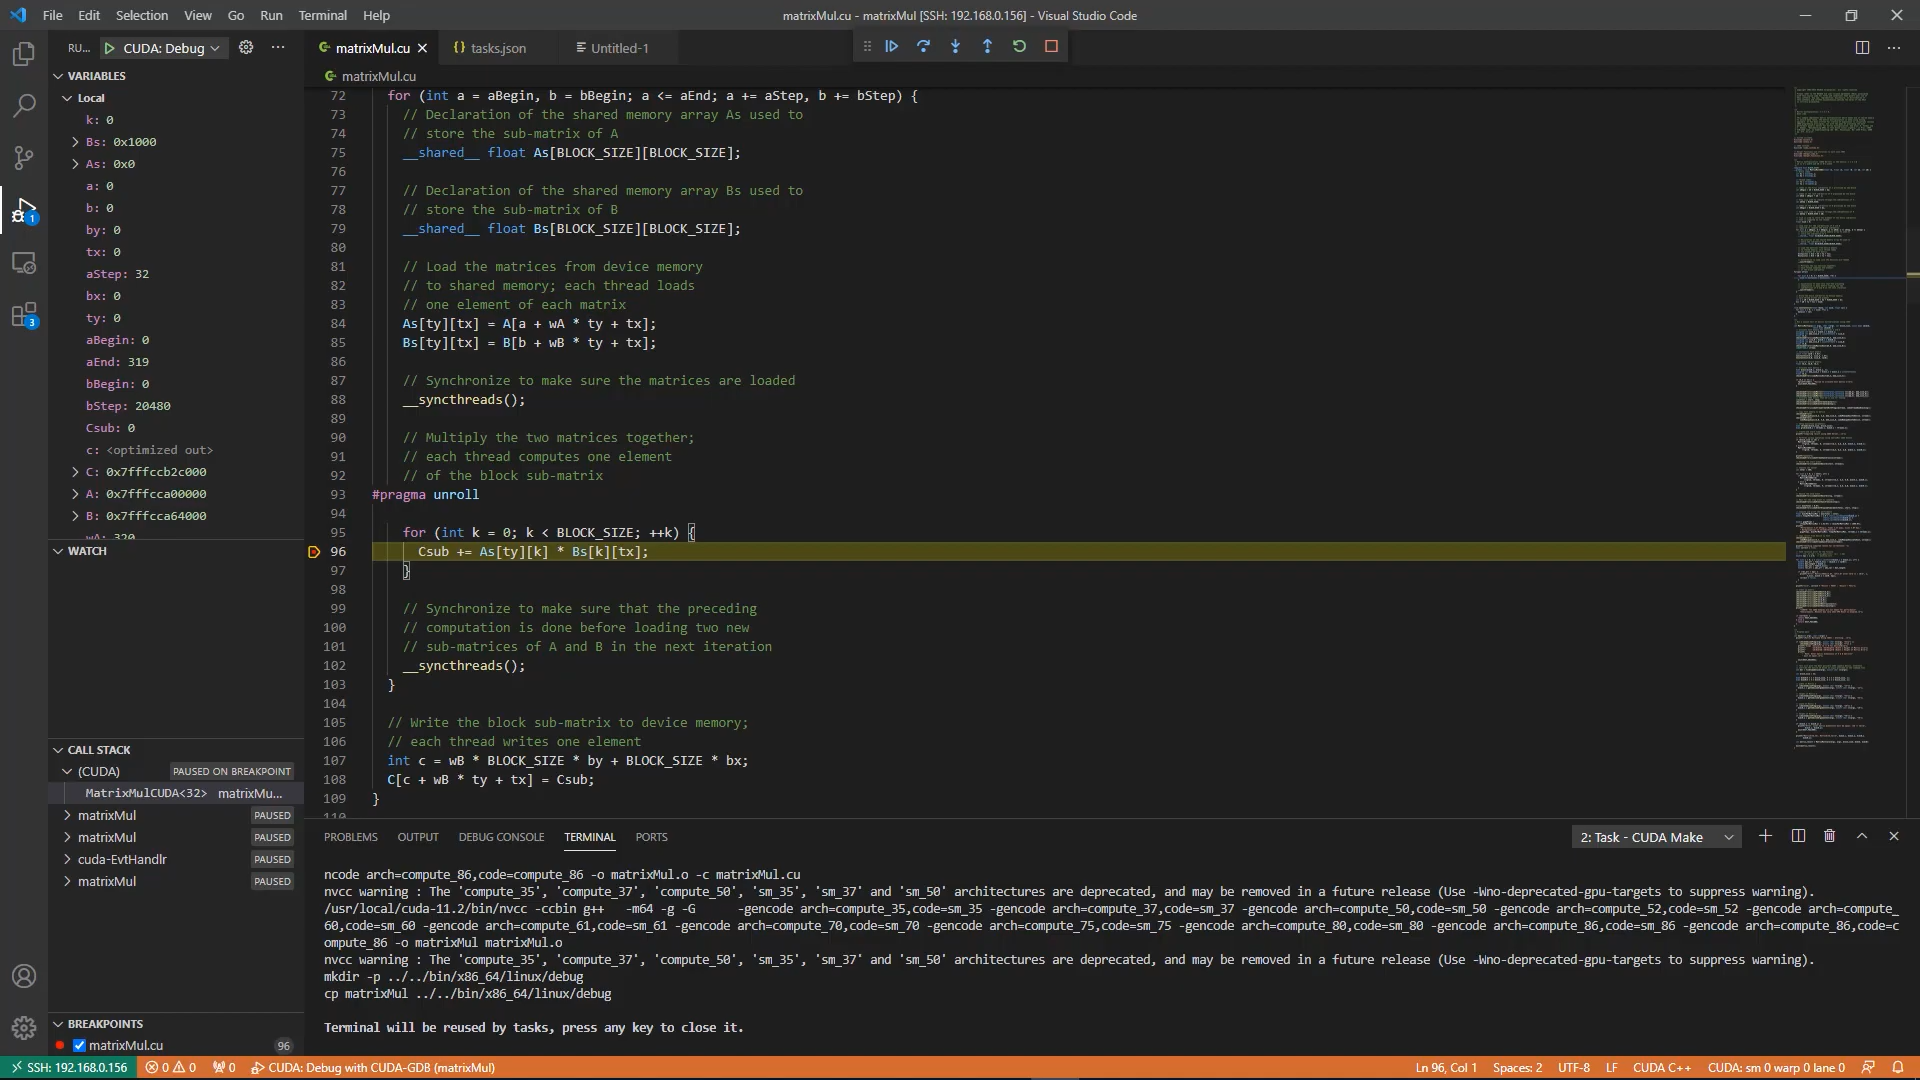 File Edit Selection View Go Run Terminal Help
matrixMul.cu - matrixMul [SSH: 192.168.0.156] - Visual Studio Code
RU... CUDA: Debug
matrixMul.cu
tasks.json
Untitled-1
matrixMul.cu
VARIABLES
Local
k: 0
Bs: 0x1000
As: 0x0
a: 0
b: 0
by: 0
tx: 0
aStep: 32
bx: 0
ty: 0
aBegin: 0
aEnd: 319
bBegin: 0
bStep: 20480
Csub: 0
c: <optimized out>
C: 0x7fffccb2c000
A: 0x7fffcca00000
B: 0x7fffcca64000
wA: 320
WATCH
CALL STACK
(CUDA) PAUSED ON BREAKPOINT
MatrixMulCUDA<32> matrixMu...
matrixMul PAUSED
matrixMul PAUSED
cuda-EvtHandlr PAUSED
matrixMul PAUSED
BREAKPOINTS
matrixMul.cu 96
1
3
72 for (int a = aBegin, b = bBegin; a <= aEnd; a += aStep, b += bStep) {
73 // Declaration of the shared memory array As used to
74 // store the sub-matrix of A
75 __shared__ float As[BLOCK_SIZE][BLOCK_SIZE];
76
77 // Declaration of the shared memory array Bs used to
78 // store the sub-matrix of B
79 __shared__ float Bs[BLOCK_SIZE][BLOCK_SIZE];
80
81 // Load the matrices from device memory
82 // to shared memory; each thread loads
83 // one element of each matrix
84 As[ty][tx] = A[a + wA * ty + tx];
85 Bs[ty][tx] = B[b + wB * ty + tx];
86
87 // Synchronize to make sure the matrices are loaded
88 __syncthreads();
89
90 // Multiply the two matrices together;
91 // each thread computes one element
92 // of the block sub-matrix
93 #pragma unroll
94
95 for (int k = 0; k < BLOCK_SIZE; ++k) {
96 Csub += As[ty][k] * Bs[k][tx];
97 }
98
99 // Synchronize to make sure that the preceding
100 // computation is done before loading two new
101 // sub-matrices of A and B in the next iteration
102 __syncthreads();
103 }
104
105 // Write the block sub-matrix to device memory;
106 // each thread writes one element
107 int c = wB * BLOCK_SIZE * by + BLOCK_SIZE * bx;
108 C[c + wB * ty + tx] = Csub;
109 }
110
PROBLEMS OUTPUT DEBUG CONSOLE TERMINAL PORTS
2: Task - CUDA Make
ncode arch=compute_86,code=compute_86 -o matrixMul.o -c matrixMul.cu
nvcc warning : The 'compute_35', 'compute_37', 'compute_50', 'sm_35', 'sm_37' and 'sm_50' architectures are deprecated, and may be removed in a future release (Use -Wno-deprecated-gpu-targets to suppress warning).
/usr/local/cuda-11.2/bin/nvcc -ccbin g++ -m64 -g -G -gencode arch=compute_35,code=sm_35 -gencode arch=compute_37,code=sm_37 -gencode arch=compute_50,code=sm_50 -gencode arch=compute_52,code=sm_52 -gencode arch=compute_
60,code=sm_60 -gencode arch=compute_61,code=sm_61 -gencode arch=compute_70,code=sm_70 -gencode arch=compute_75,code=sm_75 -gencode arch=compute_80,code=sm_80 -gencode arch=compute_86,code=sm_86 -gencode arch=compute_86,code=c
ompute_86 -o matrixMul matrixMul.o
nvcc warning : The 'compute_35', 'compute_37', 'compute_50', 'sm_35', 'sm_37' and 'sm_50' architectures are deprecated, and may be removed in a future release (Use -Wno-deprecated-gpu-targets to suppress warning).
mkdir -p ../../bin/x86_64/linux/debug
cp matrixMul ../../bin/x86_64/linux/debug
Terminal will be reused by tasks, press any key to close it.
SSH: 192.168.0.156 0 0 0 CUDA: Debug with CUDA-GDB (matrixMul)
Ln 96, Col 1 Spaces: 2 UTF-8 LF CUDA C++ CUDA: sm 0 warp 0 lane 0